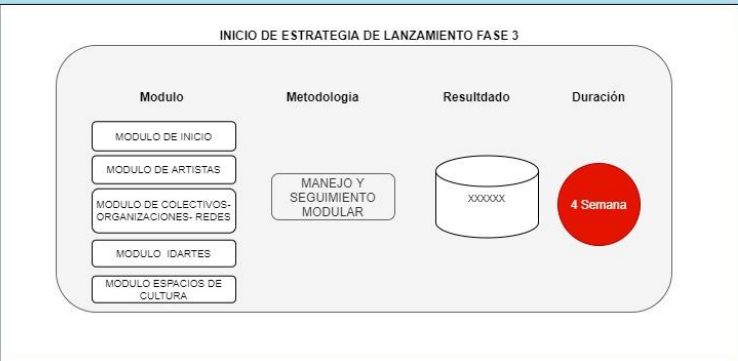 INICIO DE ESTRATEGIA DE LANZAMIENTO FASE 3
Modulo
Metodologia
Resultdado
Duración
MODULO DE INICIO
MODULO DE ARTISTAS
MODULO DE COLECTIVOS-
ORGANIZACIONES- REDES
MODULO IDARTES
MODULO ESPACIOS DE
CULTURA
MANEJO Y
SEGUIMIENTO
MODULAR
XXXXXX
4 Semana